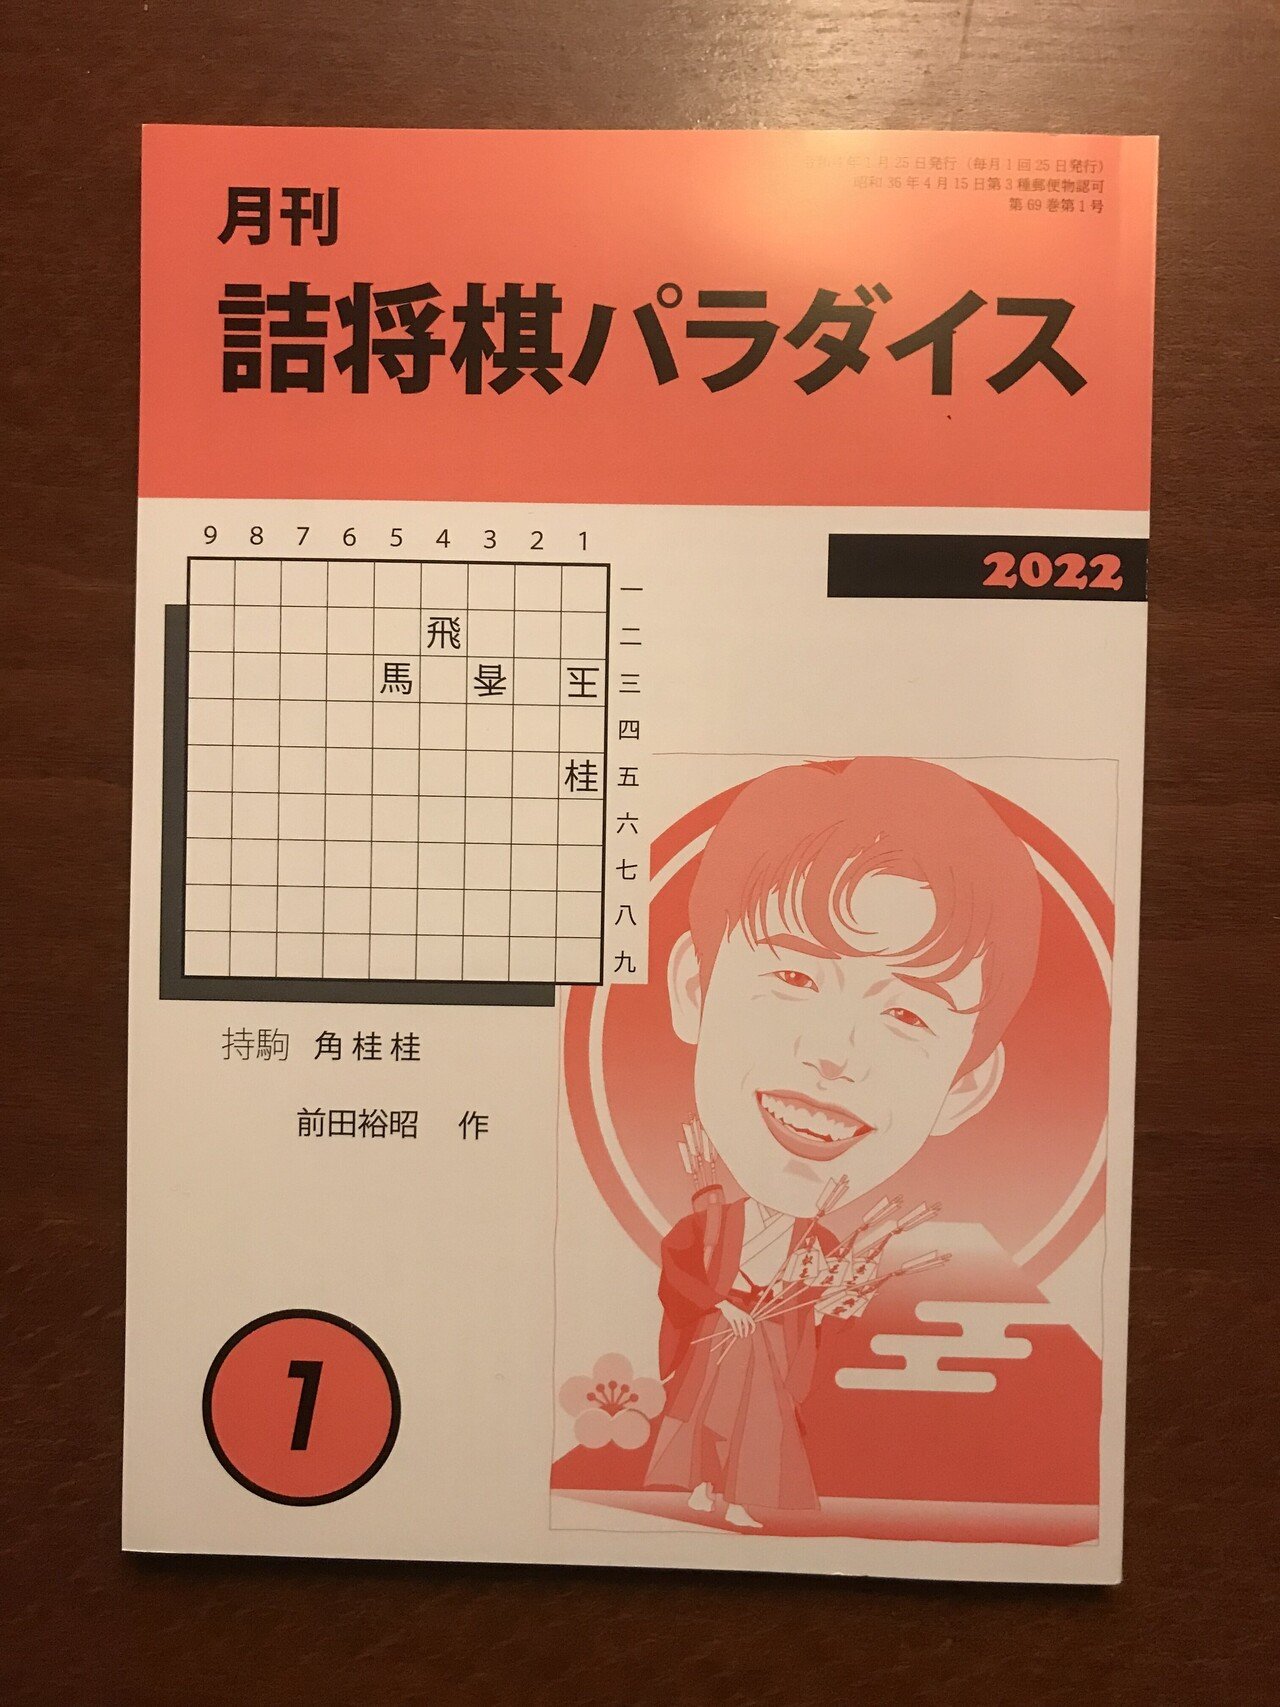 令和4年1月25日発行（毎月1回25日発行）
昭和36年4月15日第3種郵便物認可
第69巻第1号
月刊
詰将棋パラダイス
2022
9 8 7 6 5 4 3 2 1
一
飛 二
馬 王 三
四
桂 五
六
七
八
九
持駒 角桂桂
前田裕昭 作
1